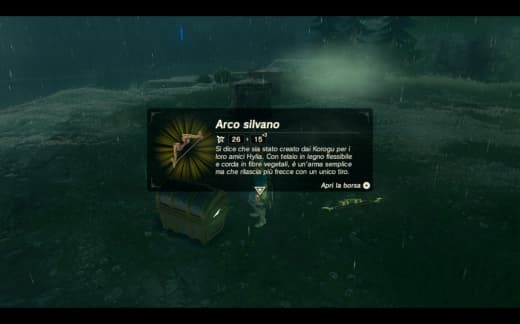 Arco silvano
26 + 15 ×3
Si dice che sia stato creato dai Korogu per i
loro amici Hylia. Con telaio in legno flessibile
e corda in fibre vegetali, è un'arma semplice
ma che rilascia più frecce con un unico tiro.
Apri la borsa